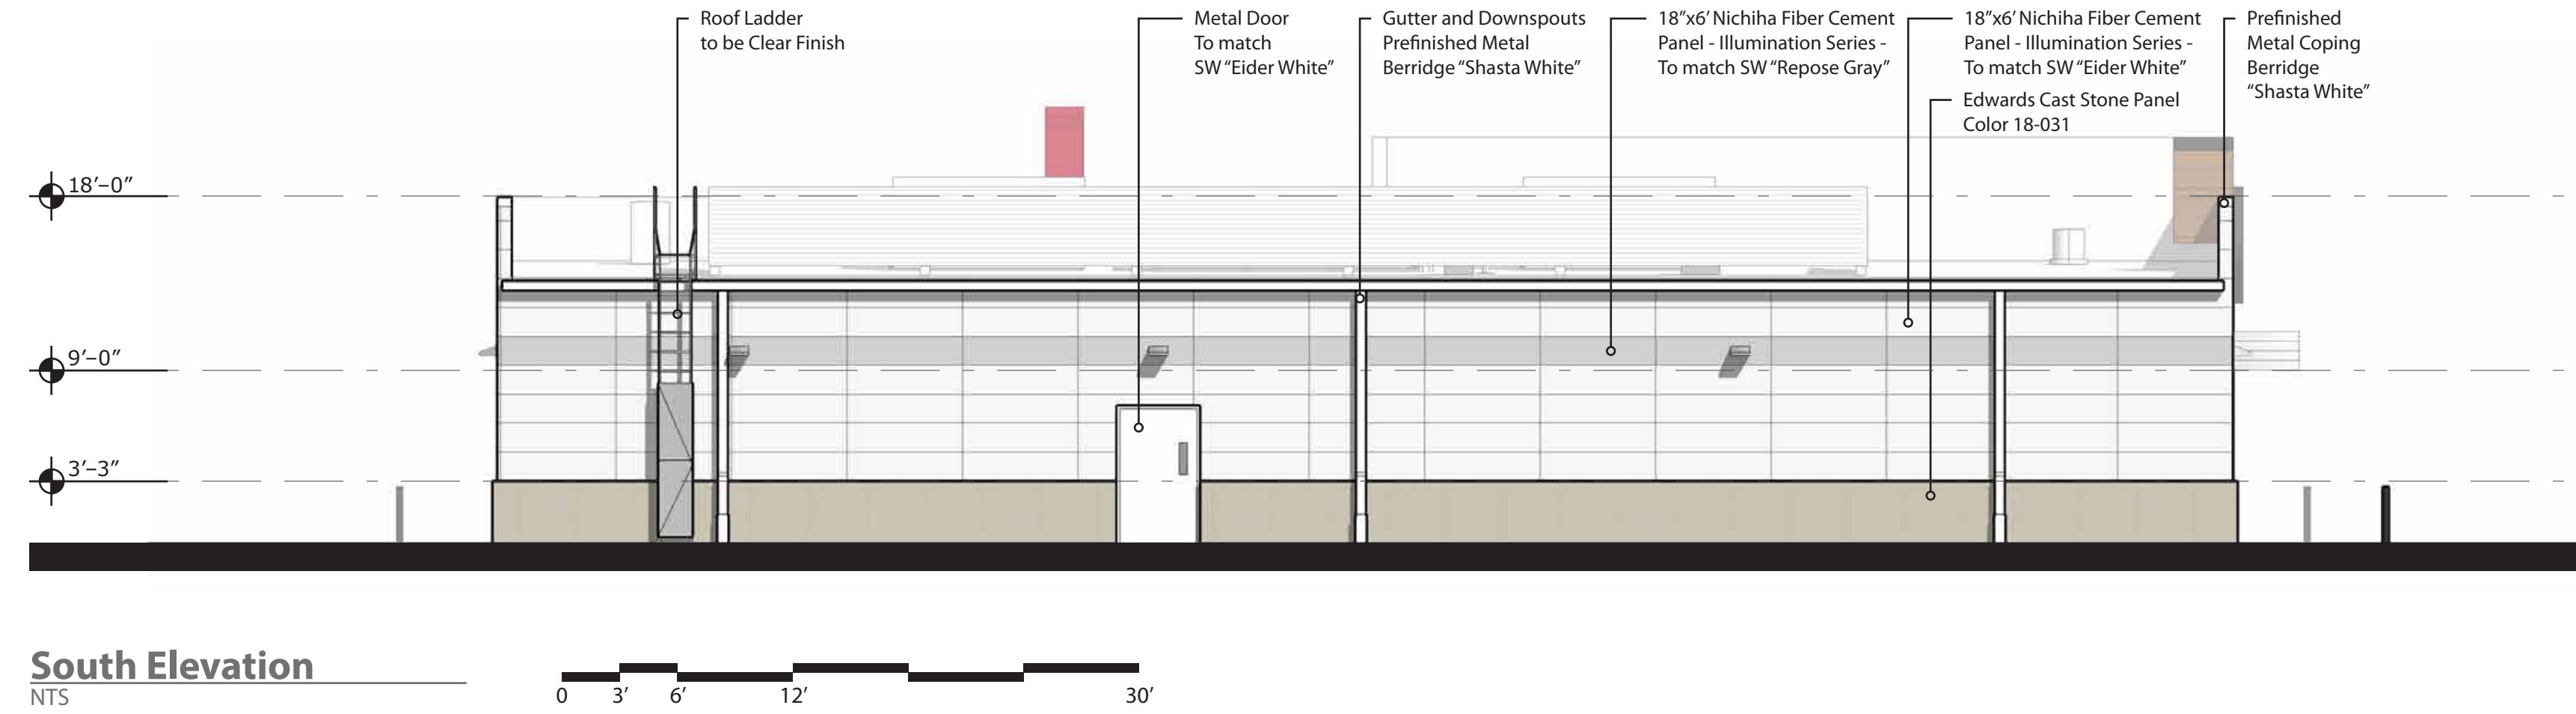 Roof Ladder
to be Clear Finish
Metal Door
To match
SW “Eider White”
Gutter and Downspouts
Prefinished Metal
Berridge “Shasta White”
18”x6’ Nichiha Fiber Cement
Panel - Illumination Series -
To match SW “Repose Gray”
18”x6’ Nichiha Fiber Cement
Panel - Illumination Series -
To match SW “Eider White”
Edwards Cast Stone Panel
Color 18-031
Prefinished
Metal Coping
Berridge
“Shasta White”
18’–0”
9’–0”
3’–3”
South Elevation
NTS
0 3’ 6’ 12’ 30’